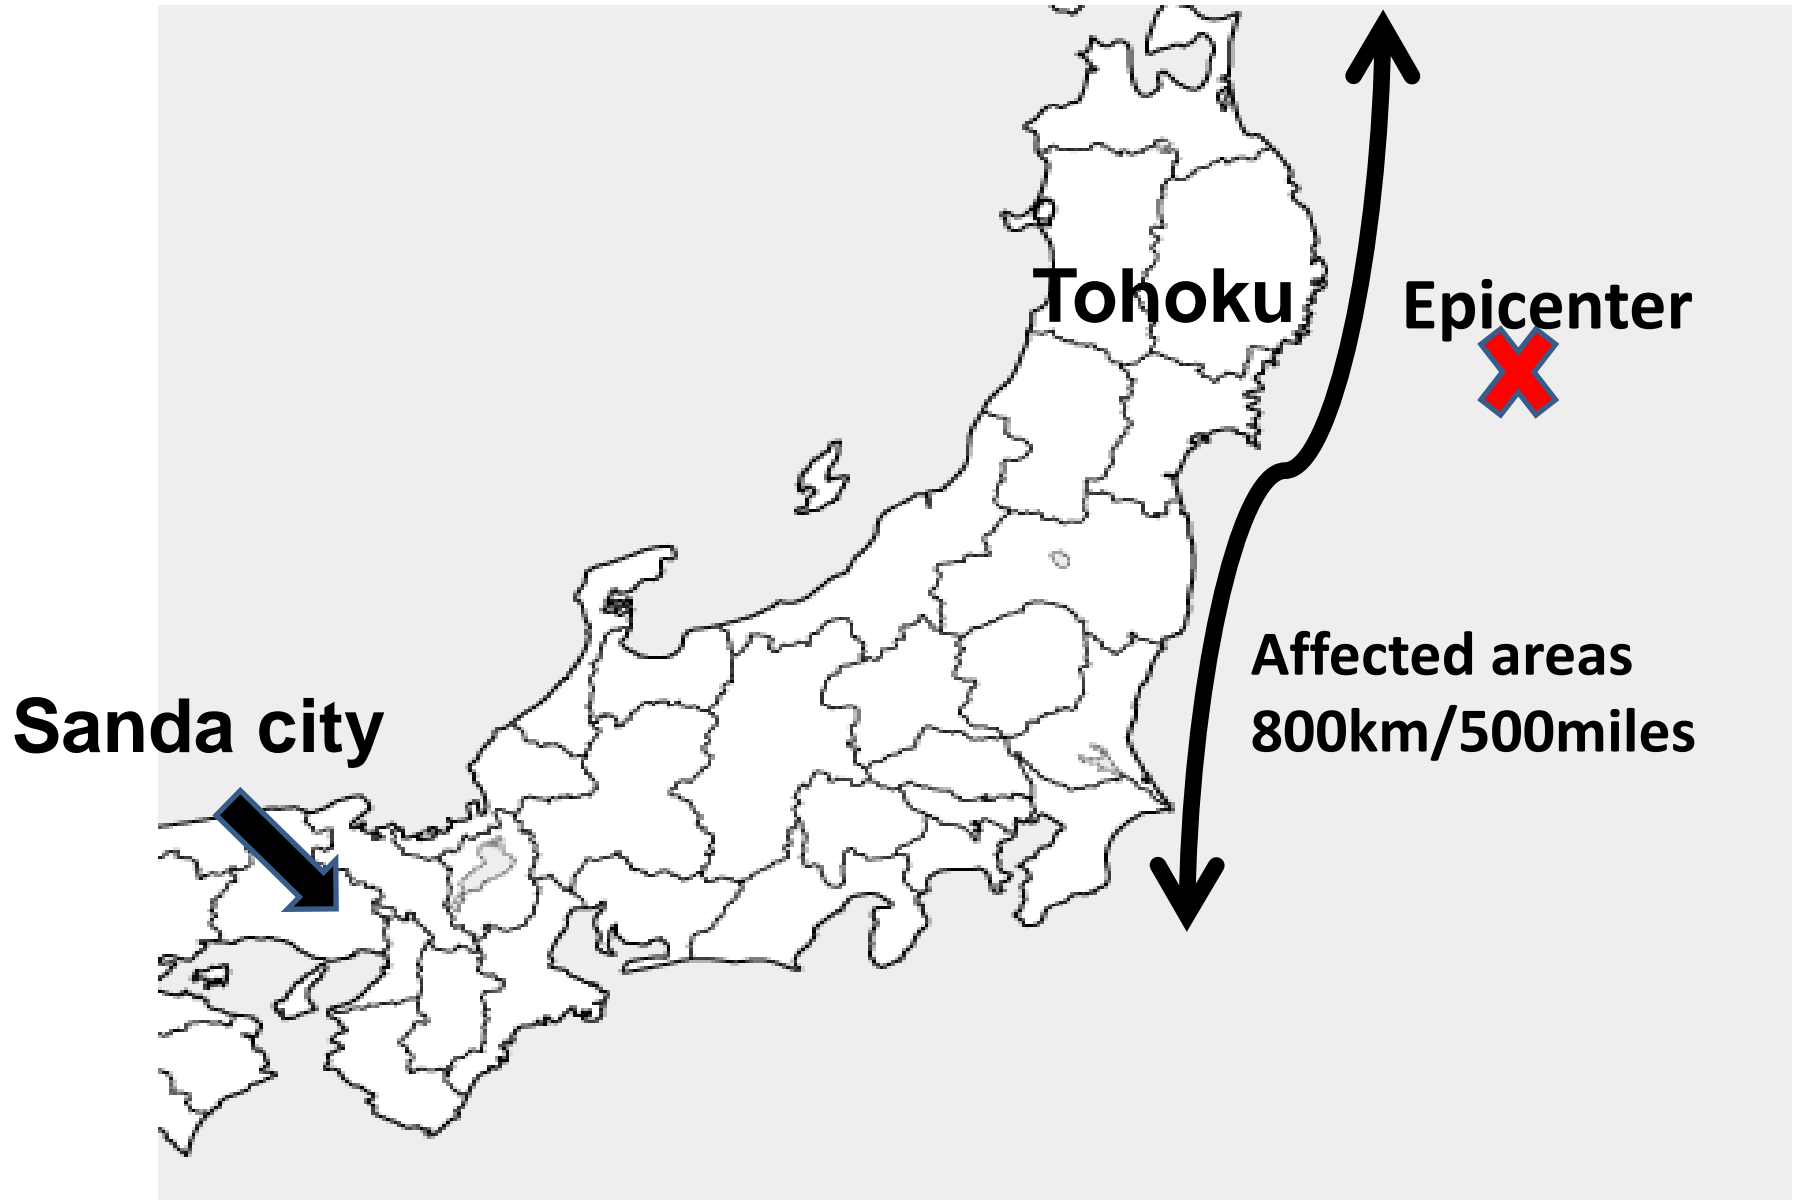 Tohoku
Epicenter
Affected areas
800km/500miles
Sanda city